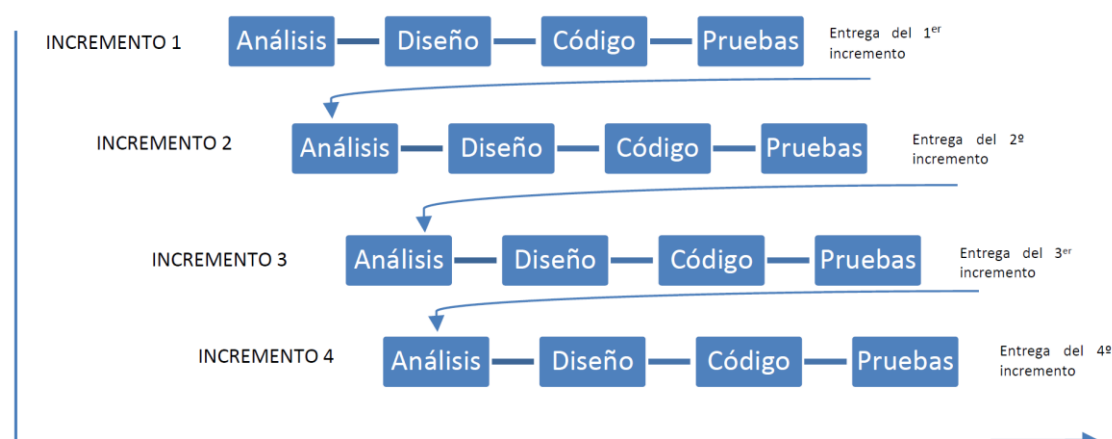 INCREMENTO 1 Análisis Diseño Código Pruebas Entrega del 1er
incremento
INCREMENTO 2 Análisis Diseño Código Pruebas Entrega del 2º
incremento
INCREMENTO 3 Análisis Diseño Código Pruebas Entrega del 3er
incremento
INCREMENTO 4 Análisis Diseño Código Pruebas Entrega del 4º
incremento